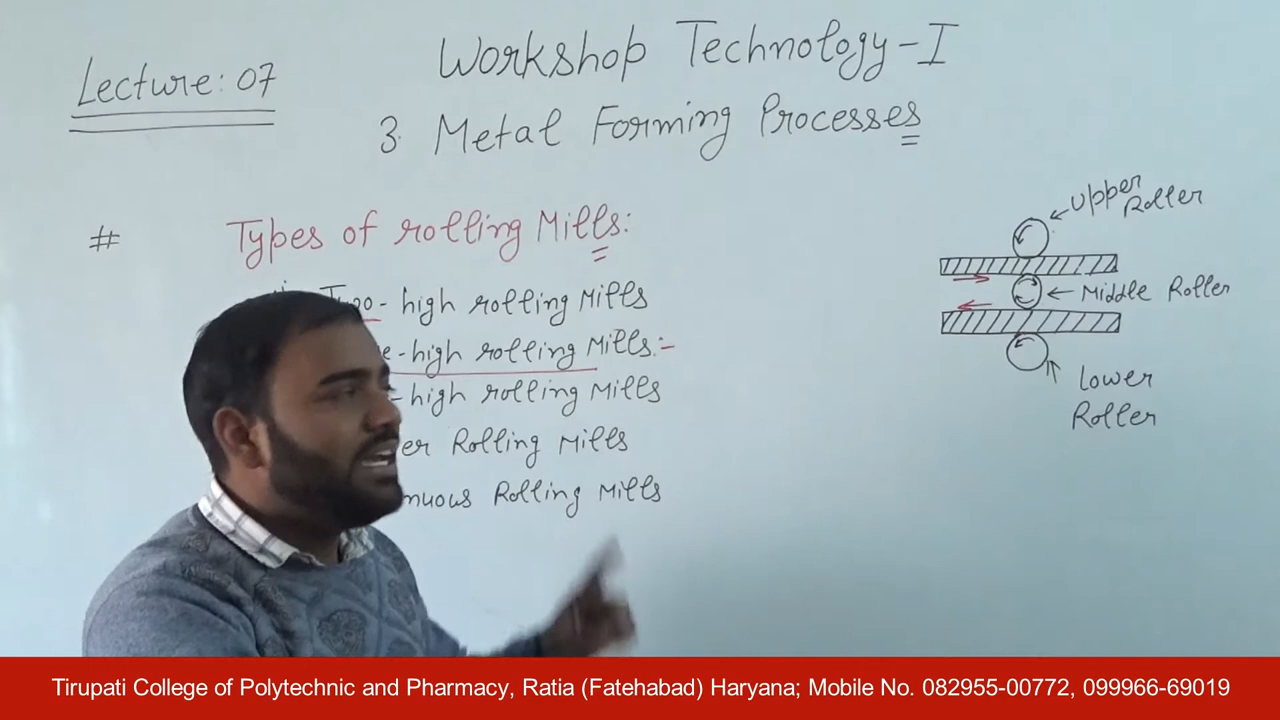 Lecture: 07
Workshop Technology-I
3. Metal Forming Processes
# Types of rolling Mills:
- high rolling Mills
-high rolling Mills:-
-high rolling Mills
Rolling Mills
Rolling Mills
← Upper Roller
← Middle Roller
Lower
Roller
Tirupati College of Polytechnic and Pharmacy, Ratia (Fatehabad) Haryana; Mobile No. 082955-00772, 099966-69019